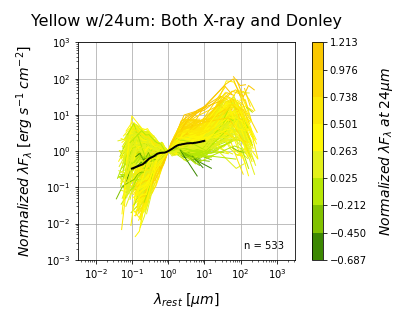 Yellow w/24um: Both X-ray and Donley
Normalized λF_λ [erg s⁻¹ cm⁻²]
10³
10²
10¹
10⁰
10⁻¹
10⁻²
10⁻³
n = 533
10⁻² 10⁻¹ 10⁰ 10¹ 10² 10³
λ_rest [μm]
1.213
0.976
0.738
0.501
0.263
0.025
−0.212
−0.450
−0.687
Normalized λF_λ at 24μm